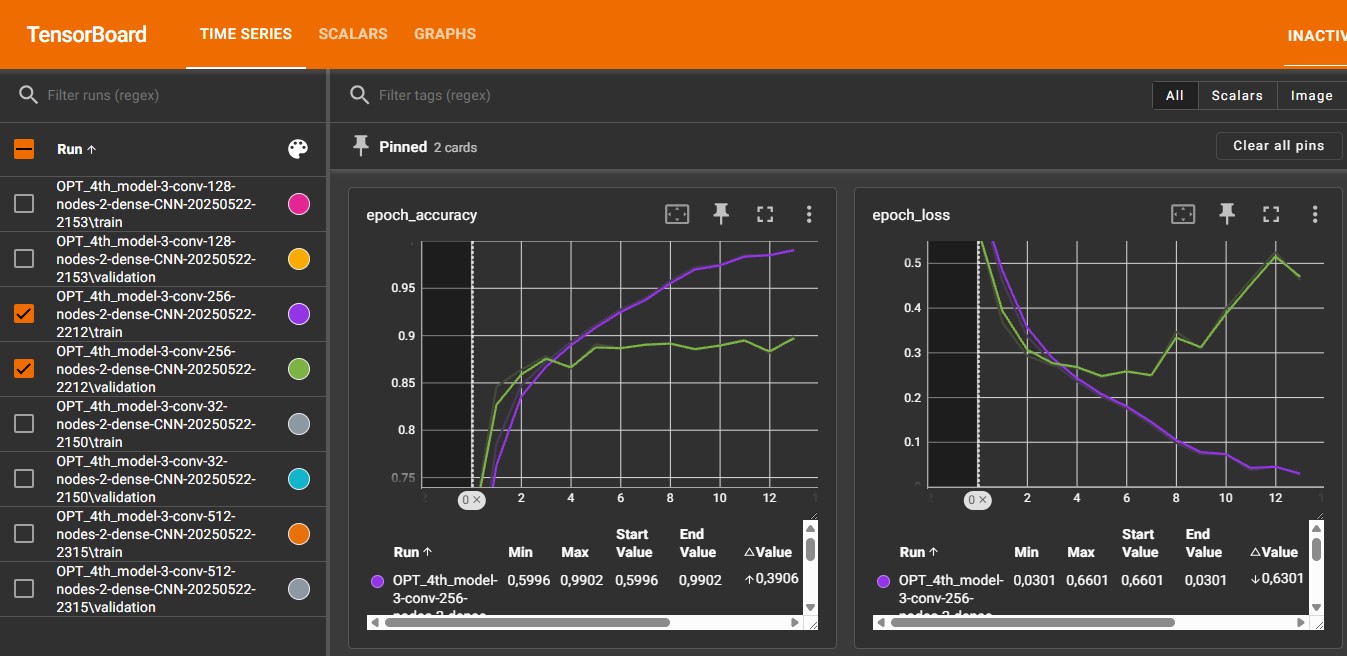 TensorBoard
TIME SERIES
SCALARS
GRAPHS
Filter runs (regex)
Run ↑
OPT_4th_model-3-conv-128-
nodes-2-dense-CNN-20250522-
2153\train
OPT_4th_model-3-conv-128-
nodes-2-dense-CNN-20250522-
2153\validation
OPT_4th_model-3-conv-256-
nodes-2-dense-CNN-20250522-
2212\train
OPT_4th_model-3-conv-256-
nodes-2-dense-CNN-20250522-
2212\validation
OPT_4th_model-3-conv-32-
nodes-2-dense-CNN-20250522-
2150\train
OPT_4th_model-3-conv-32-
nodes-2-dense-CNN-20250522-
2150\validation
OPT_4th_model-3-conv-512-
nodes-2-dense-CNN-20250522-
2315\train
OPT_4th_model-3-conv-512-
nodes-2-dense-CNN-20250522-
2315\validation
INACTIV
Filter tags (regex)
All
Scalars
Image
Pinned 2 cards
Clear all pins
epoch_accuracy
0.95
0.9
0.85
0.8
0.75
0 × 2 4 6 8 10 12
Run ↑ Min Max Start Value End Value △Value
OPT_4th_model- 0,5996 0,9902 0,5996 0,9902 ↑0,3906
3-conv-256-
nodes-2-dense
epoch_loss
0.5
0.4
0.3
0.2
0.1
0 × 2 4 6 8 10 12
Run ↑ Min Max Start Value End Value △Value
OPT_4th_model- 0,0301 0,6601 0,6601 0,0301 ↓0,6301
3-conv-256-
nodes-2-dense